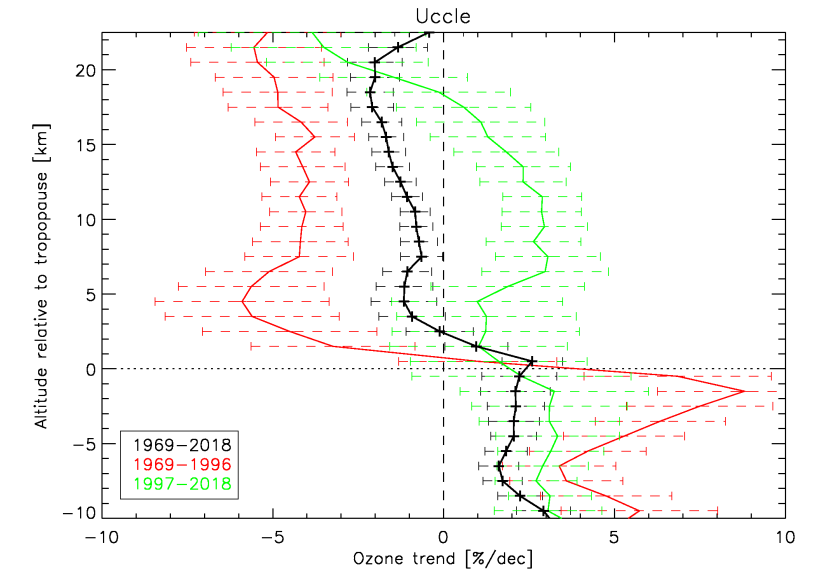 Uccle
Altitude relative to tropopause [km]
20
15
10
5
0
−5
−10
1969−2018
1969−1996
1997−2018
−10 −5 0 5 10
Ozone trend [%/dec]